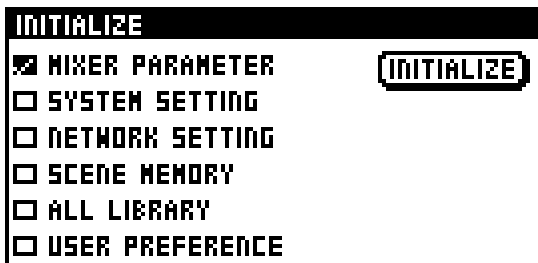 INITIALIZE
MIXER PARAMETER
INITIALIZE
SYSTEM SETTING
NETWORK SETTING
SCENE MEMORY
ALL LIBRARY
USER PREFERENCE